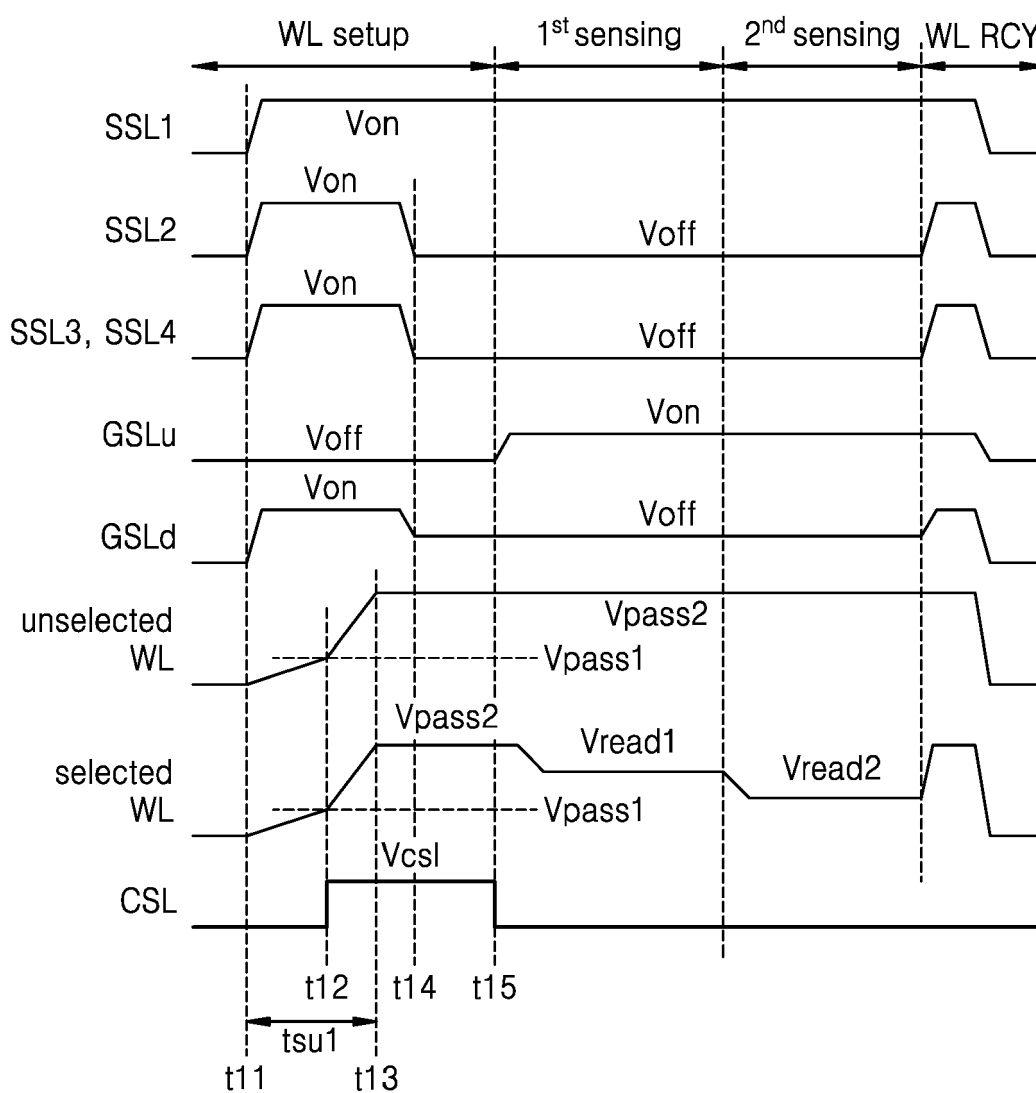 WL setup 1st sensing 2nd sensing WL RCY
SSL1 Von
Von
SSL2 Voff
Von
SSL3, SSL4 Voff
GSLu Voff Von
Von
GSLd Voff
unselected WL Vpass2
Vpass1
Vpass2
selected WL Vread1 Vread2
Vpass1
Vcsl
CSL
t12 t14 t15
tsu1
t11 t13